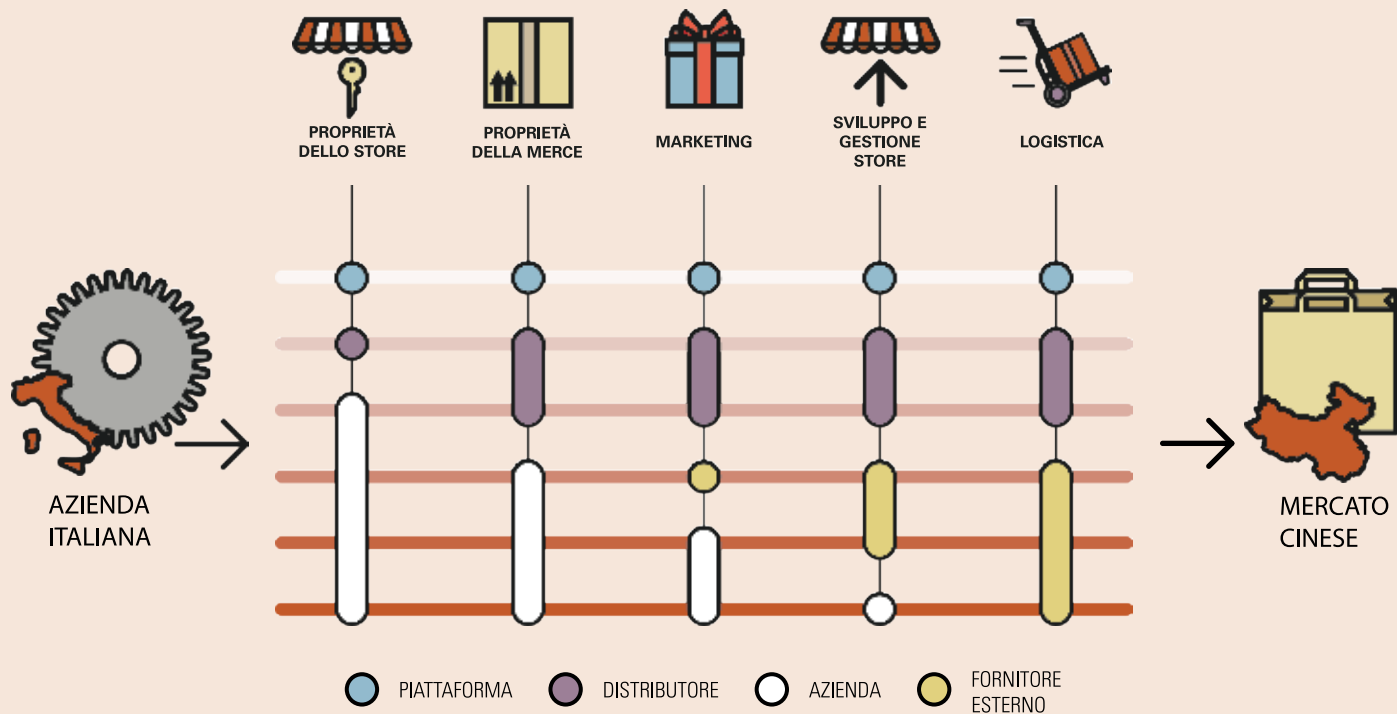 PROPRIETÀ
DELLO STORE
PROPRIETÀ
DELLA MERCE
MARKETING
SVILUPPO E
GESTIONE
STORE
LOGISTICA
AZIENDA
ITALIANA
MERCATO
CINESE
PIATTAFORMA
DISTRIBUTORE
AZIENDA
FORNITORE
ESTERNO